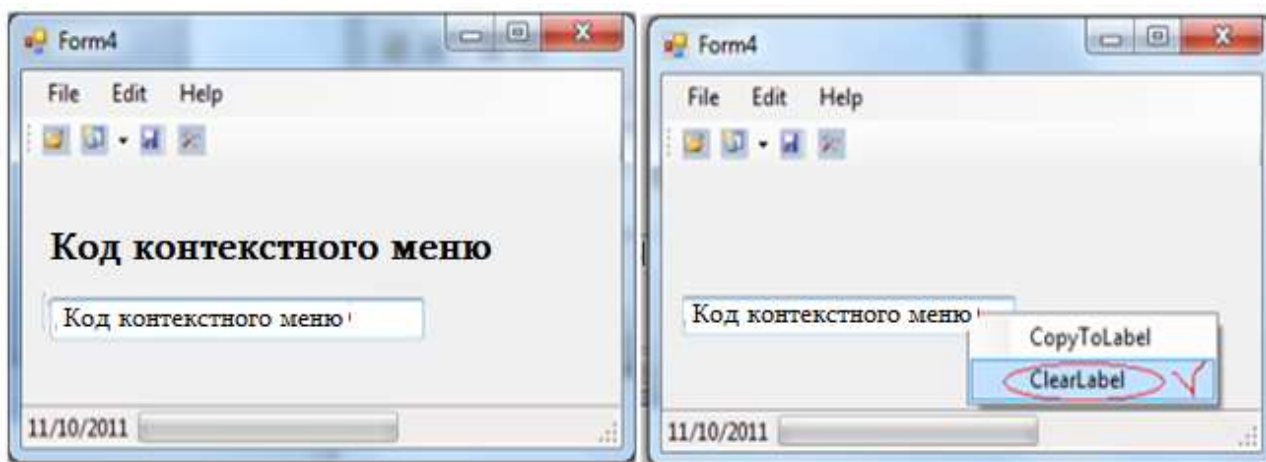 Form4
File Edit Help
Код контекстного меню
Код контекстного меню
11/10/2011
Form4
File Edit Help
Код контекстного меню
CopyToLabel
ClearLabel
11/10/2011